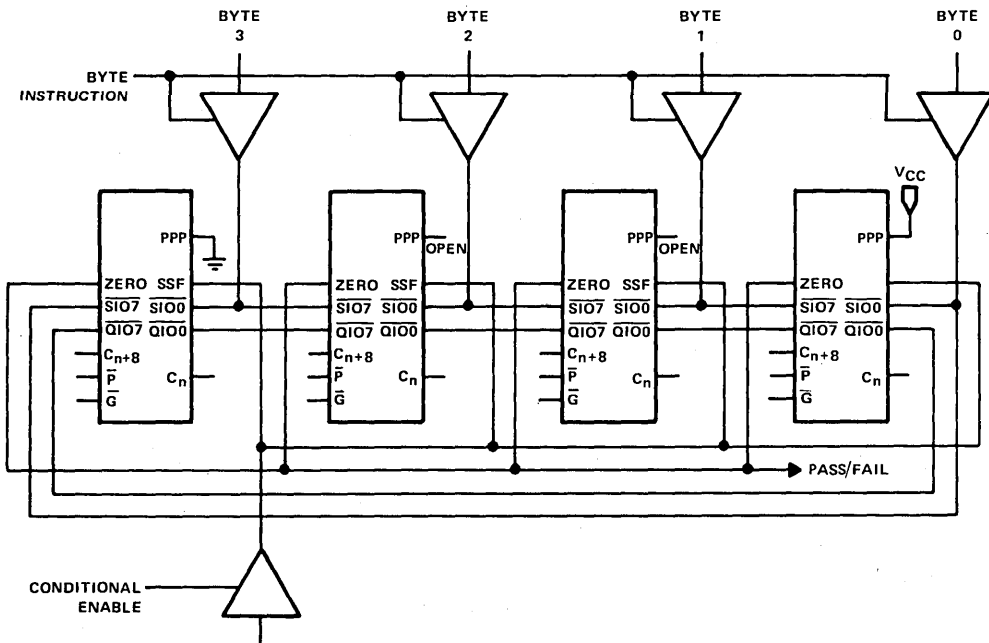 BYTE
3
BYTE
2
BYTE
1
BYTE
0
BYTE
INSTRUCTION
VCC
PPP
PPP
OPEN
PPP
OPEN
PPP
ZERO SSF
SIO7 SIO0
QIO7 QIO0
Cn+8
P
G
Cn
ZERO SSF
SIO7 SIO0
QIO7 QIO0
Cn+8
P
G
Cn
ZERO SSF
SIO7 SIO0
QIO7 QIO0
Cn+8
P
G
Cn
ZERO
SIO7 SIO0
QIO7 QIO0
Cn+8
P
G
Cn
PASS/FAIL
CONDITIONAL
ENABLE